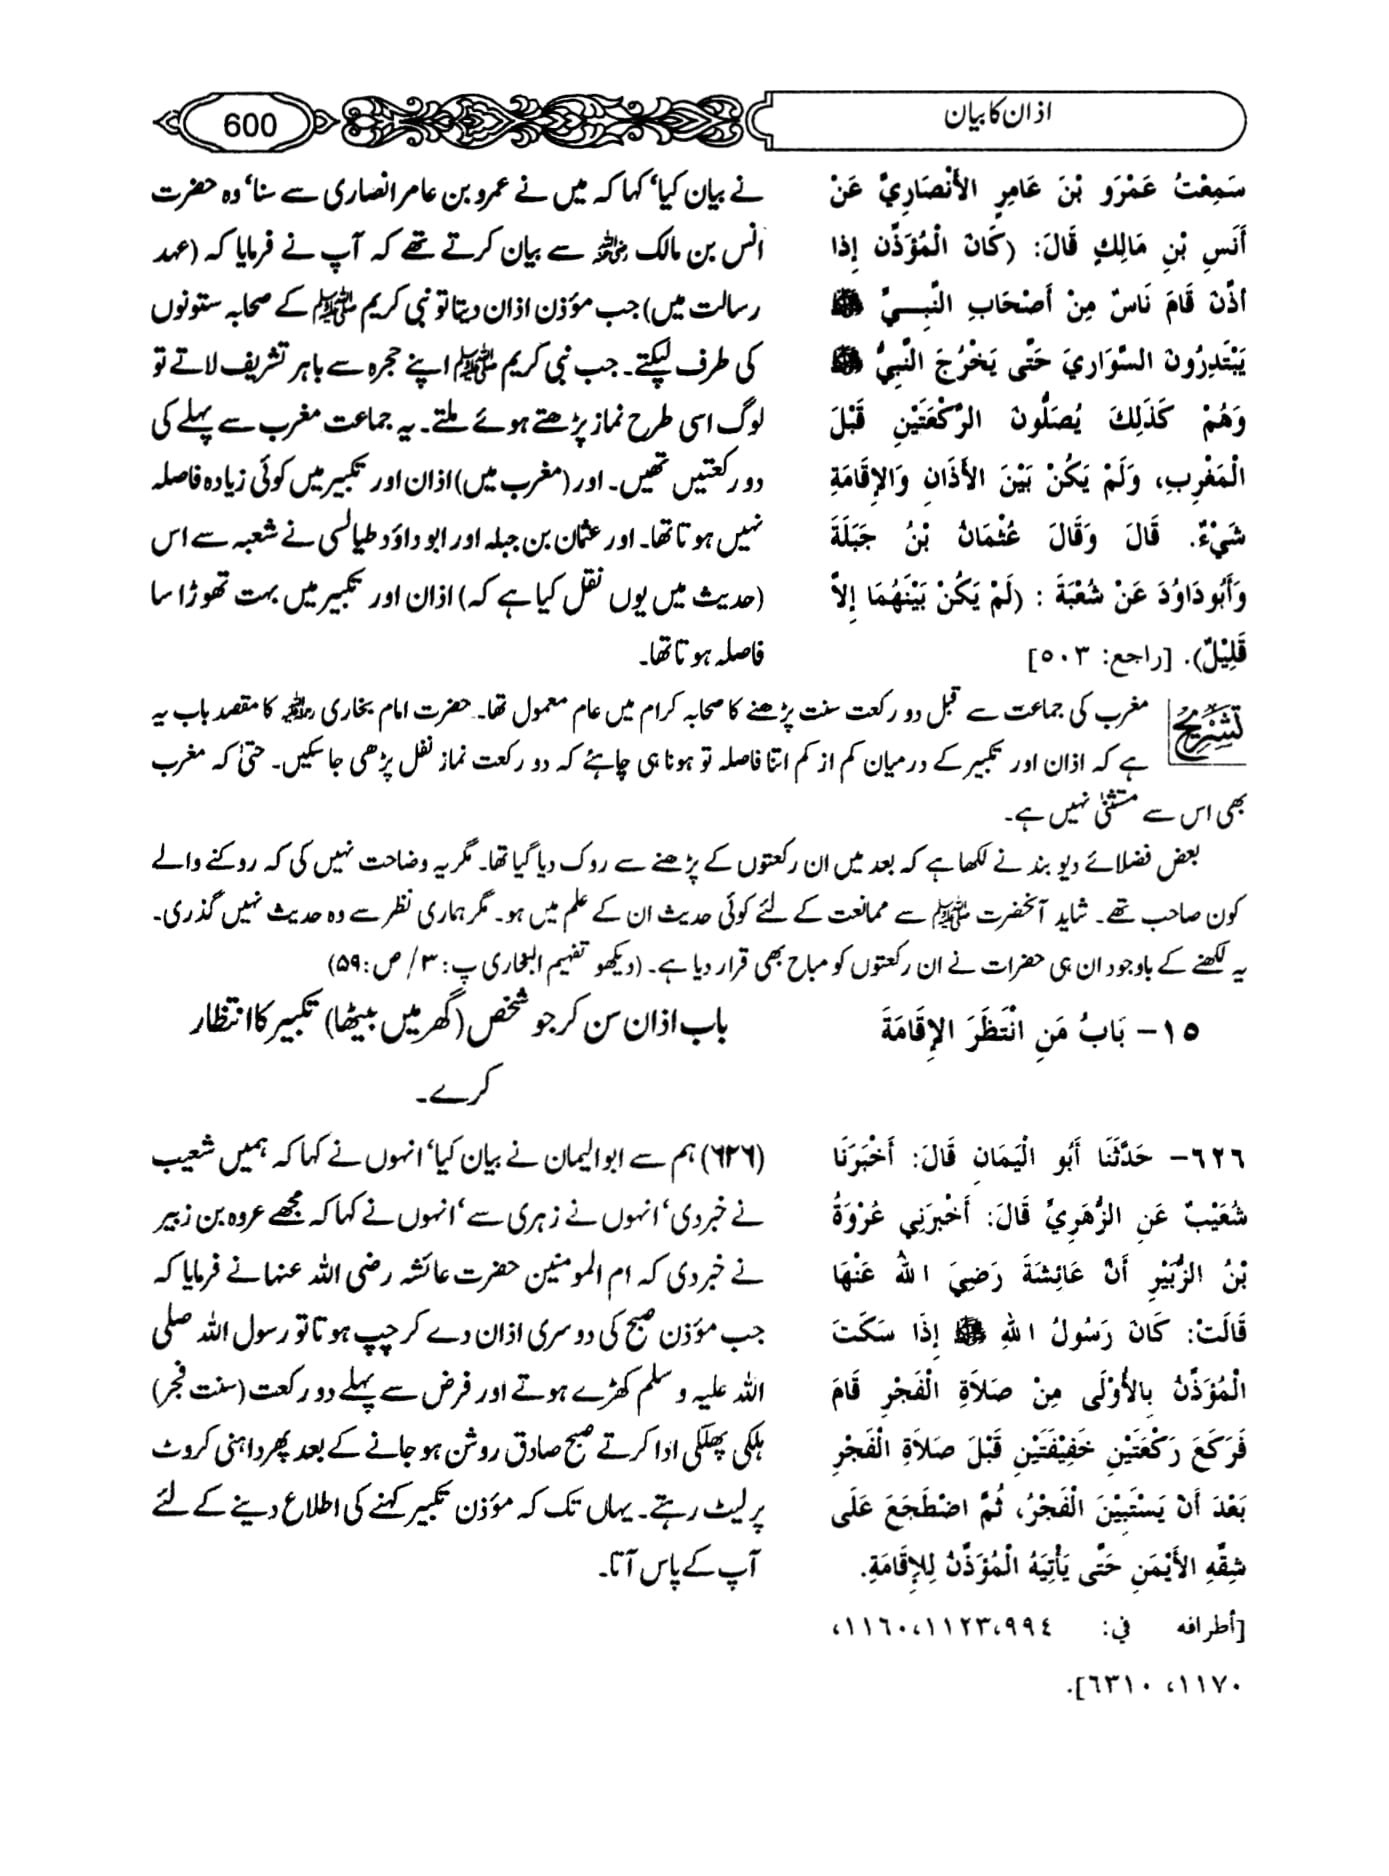 اذان کا بیان
600
سَمِعْتُ عَمْرَو بْنَ عَامِرٍ الأَنْصَارِيَّ عَنْ
أَنَسِ بْنِ مَالِكٍ قَالَ: (كَانَ الْمُؤَذِّنُ إِذَا
أَذَّنَ قَامَ نَاسٌ مِنْ أَصْحَابِ النَّبِـــيِّ ﷺ
يَبْتَدِرُونَ السَّوَارِيَ حَتَّى يَخْرُجَ النَّبِيُّ ﷺ
وَهُمْ كَذَلِكَ يُصَلُّونَ الرَّكْعَتَيْنِ قَبْلَ
الْمَغْرِبِ، وَلَمْ يَكُنْ بَيْنَ الأَذَانِ وَالإِقَامَةِ
شَيْءٌ. قَالَ وَقَالَ عُثْمَانُ بْنُ جَبَلَةَ
وَأَبُو دَاوُدَ عَنْ شُعْبَةَ : (لَمْ يَكُنْ بَيْنَهُمَا إِلاَّ
قَلِيْلٌ). [راجع: ٥٠٣]
نے بیان کیا‘ کہا کہ میں نے عمرو بن عامر انصاری سے سنا‘ وہ حضرت
انس بن مالک رضی اللہ عنہ سے بیان کرتے تھے کہ آپ نے فرمایا کہ (عہد
رسالت میں) جب مؤذن اذان دیتا تو نبی کریم ﷺ کے صحابہ ستونوں
کی طرف لپکتے۔ جب نبی کریم ﷺ اپنے حجرہ سے باہر تشریف لاتے تو
لوگ اسی طرح نماز پڑھتے ہوئے ملتے۔ یہ جماعت مغرب سے پہلے کی
دو رکعتیں تھیں۔ اور (مغرب میں) اذان اور تکبیر میں کوئی زیادہ فاصلہ
نہیں ہوتا تھا۔ اور عثمان بن جبلہ اور ابو داؤد طیالسی نے شعبہ سے اس
(حدیث میں یوں نقل کیا ہے کہ) اذان اور تکبیر میں بہت تھوڑا سا
فاصلہ ہوتا تھا۔
تشریح
مغرب کی جماعت سے قبل دو رکعت سنت پڑھنے کا صحابہ کرام میں عام معمول تھا۔ حضرت امام بخاری رحمہ اللہ کا مقصد باب یہ
ہے کہ اذان اور تکبیر کے درمیان کم از کم اتنا فاصلہ تو ہونا ہی چاہئے کہ دو رکعت نماز نفل پڑھی جا سکیں۔ حتیٰ کہ مغرب
بھی اس سے مستثنیٰ نہیں ہے۔
بعض فضلائے دیوبند نے لکھا ہے کہ بعد میں ان رکعتوں کے پڑھنے سے روک دیا گیا تھا۔ مگر یہ وضاحت نہیں کی کہ روکنے والے
کون صاحب تھے۔ شاید آنحضرت ﷺ سے ممانعت کے لئے کوئی حدیث ان کے علم میں ہو۔ مگر ہماری نظر سے وہ حدیث نہیں گذری۔
یہ لکھنے کے باوجود ان ہی حضرات نے ان رکعتوں کو مباح بھی قرار دیا ہے۔ (دیکھو تفہیم البخاری پ: ۳/ ص: ۵۹)
١٥- بَابُ مَنِ انْتَظَرَ الإِقَامَةَ
باب اذان سن کر جو شخص (گھر میں بیٹھا) تکبیر کا انتظار
کرے۔
٦٢٦- حَدَّثَنَا أَبُو الْيَمَانِ قَالَ: أَخْبَرَنَا
شُعَيْبٌ عَنِ الزُّهَرِيِّ قَالَ: أَخْبَرَنِي عُرْوَةُ
بْنُ الزُّبَيْرِ أَنَّ عَائِشَةَ رَضِيَ اللهُ عَنْهَا
قَالَتْ: كَانَ رَسُولُ اللهِ ﷺ إِذَا سَكَتَ
الْمُؤَذِّنُ بِالأُوْلَى مِنْ صَلاَةِ الْفَجْرِ قَامَ
فَرَكَعَ رَكْعَتَيْنِ خَفِيْفَتَيْنِ قَبْلَ صَلاَةِ الْفَجْرِ
بَعْدَ أَنْ يَسْتَبِيْنَ الْفَجْرُ، ثُمَّ اضْطَجَعَ عَلَى
شِقِّهِ الأَيْمَنِ حَتَّى يَأْتِيَهُ الْمُؤَذِّنُ لِلإِقَامَةِ.
[أطرافه في: ٩٩٤، ١١٢٣، ١١٦٠،
١١٧٠، ٦٣١٠].
(۶۲۶) ہم سے ابو الیمان نے بیان کیا‘ انہوں نے کہا کہ ہمیں شعیب
نے خبر دی‘ انہوں نے زہری سے‘ انہوں نے کہا کہ مجھے عروہ بن زبیر
نے خبر دی کہ ام المومنین حضرت عائشہ رضی اللہ عنہا نے فرمایا کہ
جب مؤذن صبح کی دوسری اذان دے کر چپ ہوتا تو رسول اللہ صلی
اللہ علیہ وسلم کھڑے ہوتے اور فرض سے پہلے دو رکعت (سنت فجر)
ہلکی پھلکی ادا کرتے صبح صادق روشن ہو جانے کے بعد پھر داہنی کروٹ
پر لیٹ رہتے۔ یہاں تک کہ مؤذن تکبیر کہنے کی اطلاع دینے کے لئے
آپ کے پاس آتا۔